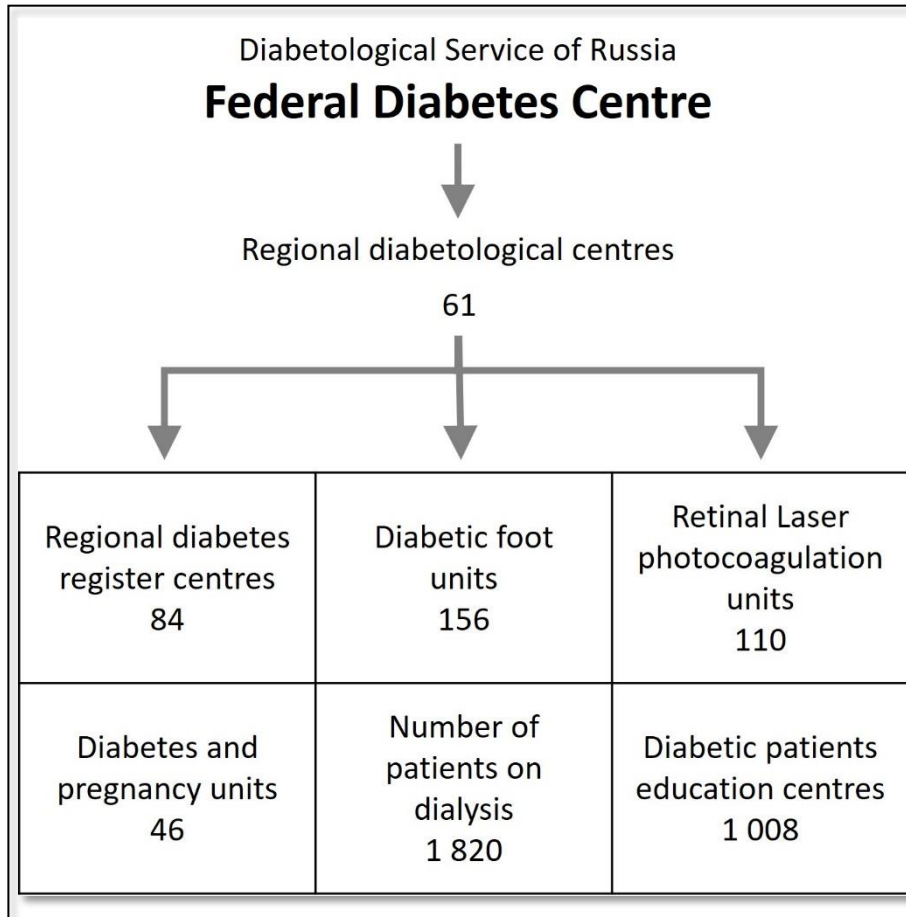 Diabetological Service of Russia
Federal Diabetes Centre
Regional diabetological centres
61
Regional diabetes
register centres
84
Diabetic foot
units
156
Retinal Laser
photocoagulation
units
110
Diabetes and
pregnancy units
46
Number of
patients on
dialysis
1 820
Diabetic patients
education centres
1 008